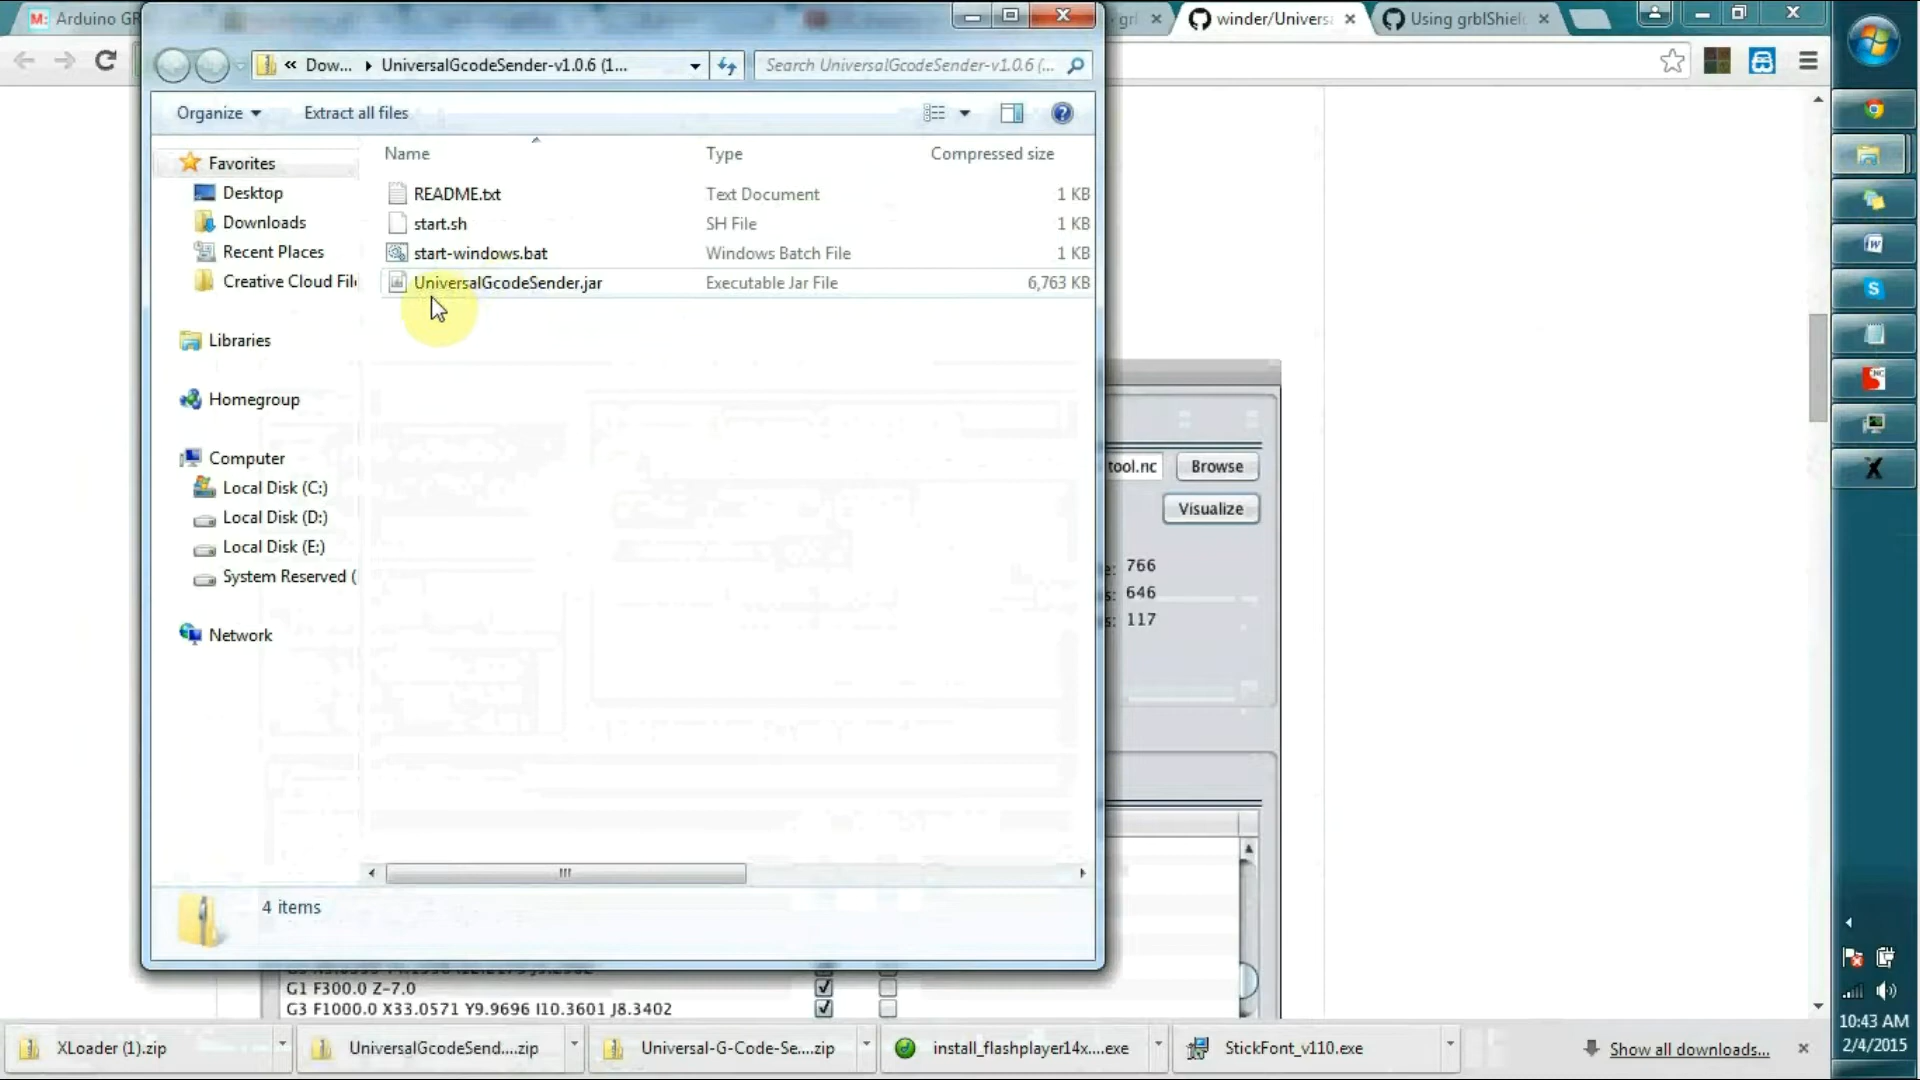 Arduino GR
grl
winder/Universa
Using grblShiel
« Dow... UniversalGcodeSender-v1.0.6 (1...
Search UniversalGcodeSender-v1.0.6 (...
Organize
Extract all files
Name Type Compressed size
README.txt Text Document 1 KB
start.sh SH File 1 KB
start-windows.bat Windows Batch File 1 KB
UniversalGcodeSender.jar Executable Jar File 6,763 KB
Favorites
Desktop
Downloads
Recent Places
Creative Cloud File
Libraries
Homegroup
Computer
Local Disk (C:)
Local Disk (D:)
Local Disk (E:)
System Reserved (
Network
4 items
tool.nc Browse
Visualize
e: 766
s: 646
s: 117
G1 F300.0 Z-7.0
G3 F1000.0 X33.0571 Y9.9696 I10.3601 J8.3402
XLoader (1).zip
UniversalGcodeSend....zip
Universal-G-Code-Se....zip
install_flashplayer14x....exe
StickFont_v110.exe
Show all downloads...
10:43 AM
2/4/2015